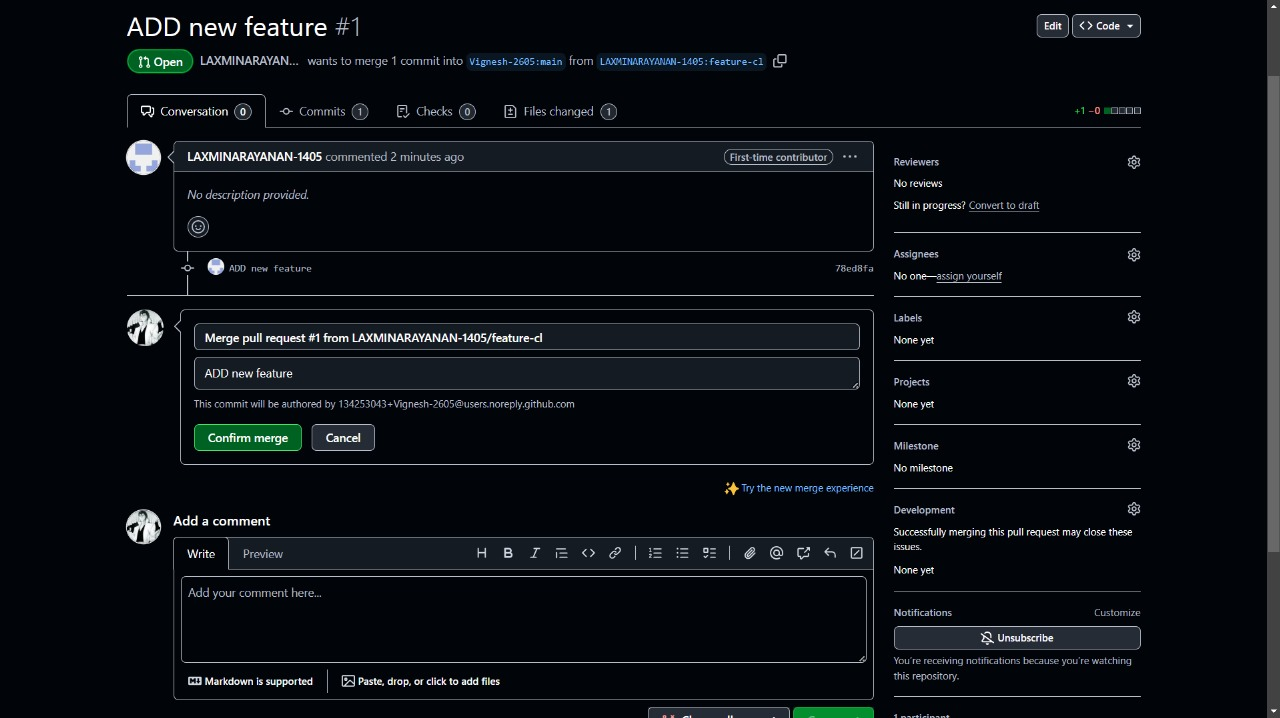 ADD new feature #1
Edit
<> Code
Open
LAXMINARAYAN... wants to merge 1 commit into Vignesh-2605:main from LAXMINARAYANAN-1405:feature-cl
Conversation 0
Commits 1
Checks 0
Files changed 1
+1 −0
LAXMINARAYANAN-1405 commented 2 minutes ago
First-time contributor
No description provided.
ADD new feature
78ed8fa
Merge pull request #1 from LAXMINARAYANAN-1405/feature-cl
ADD new feature
This commit will be authored by 134253043+Vignesh-2605@users.noreply.github.com
Confirm merge
Cancel
Try the new merge experience
Add a comment
Write
Preview
Add your comment here...
Markdown is supported
Paste, drop, or click to add files
Reviewers
No reviews
Still in progress? Convert to draft
Assignees
No one—assign yourself
Labels
None yet
Projects
None yet
Milestone
No milestone
Development
Successfully merging this pull request may close these
issues.
None yet
Notifications
Customize
Unsubscribe
You're receiving notifications because you're watching
this repository.
1 participant